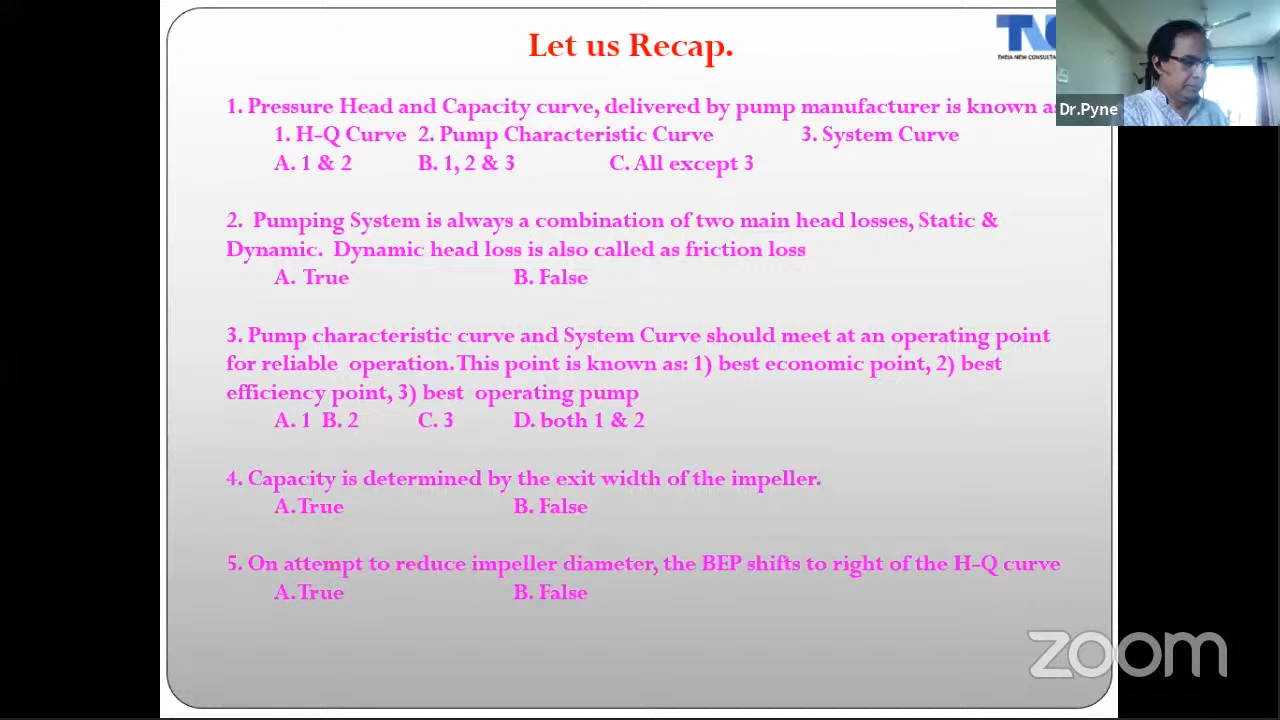 Let us Recap.
THEIA NEW CONSULTA
1. Pressure Head and Capacity curve, delivered by pump manufacturer is known as
Dr.Pyne
1. H-Q Curve 2. Pump Characteristic Curve 3. System Curve
A. 1 & 2 B. 1, 2 & 3 C. All except 3
2. Pumping System is always a combination of two main head losses, Static &
Dynamic. Dynamic head loss is also called as friction loss
A. True B. False
3. Pump characteristic curve and System Curve should meet at an operating point
for reliable operation. This point is known as: 1) best economic point, 2) best
efficiency point, 3) best operating pump
A. 1 B. 2 C. 3 D. both 1 & 2
4. Capacity is determined by the exit width of the impeller.
A. True B. False
5. On attempt to reduce impeller diameter, the BEP shifts to right of the H-Q curve
A. True B. False
zoom